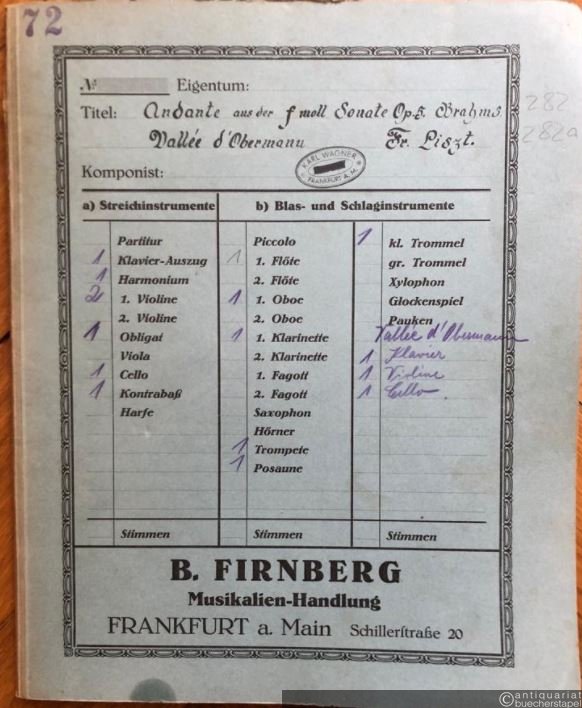 72
№ Eigentum:
Titel: Andante aus der f moll Sonate Op. 5. Brahms.
282
Vallée d'Obermann Fr. Liszt.
282a
Komponist:
KARL WAGNER
FRANKFURT A. M.
a) Streichinstrumente
Partitur
1 Klavier-Auszug
1 Harmonium
2 1. Violine
2. Violine
1 Obligat
Viola
1 Cello
1 Kontrabaß
Harfe
Stimmen
b) Blas- und Schlaginstrumente
Piccolo
1 1. Flöte
2. Flöte
1 1. Oboe
2. Oboe
1 1. Klarinette
2. Klarinette
1. Fagott
2. Fagott
Saxophon
Hörner
1 Trompete
1 Posaune
Stimmen
1 kl. Trommel
gr. Trommel
Xylophon
Glockenspiel
Pauken
Vallée d'Obermann
1 Klavier
1 Violine
1 Cello.
Stimmen
B. FIRNBERG
Musikalien-Handlung
FRANKFURT a. Main Schillerstraße 20
antiquariat
buecherstapel